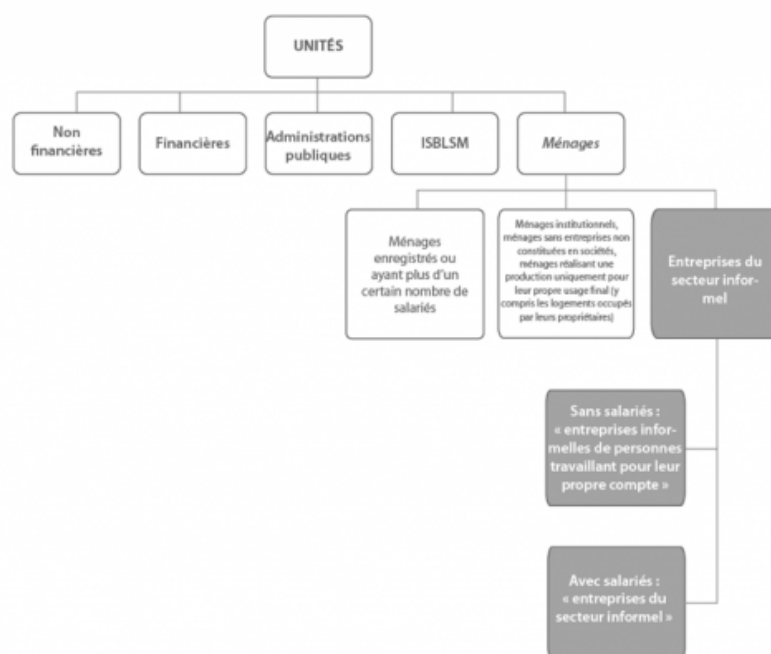 UNITÉS
Non
financières
Financières
Administrations
publiques
ISBLSM
Ménages
Ménages
enregistrés ou
ayant plus d'un
certain nombre de
salariés
Ménages institutionnels,
ménages sans entreprises non
constituées en sociétés,
ménages réalisant une
production uniquement pour
leur propre usage final (y
compris les logements occupés
par leurs propriétaires)
Entreprises du
secteur infor-
mel
Sans salariés :
« entreprises infor-
melles de personnes
travaillant pour leur
propre compte »
Avec salariés :
« entreprises du
secteur informel »